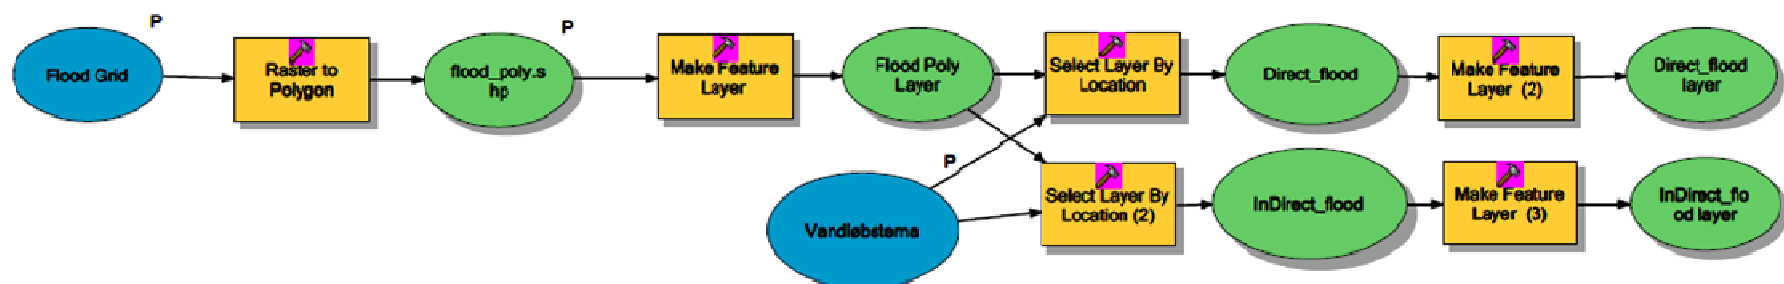 P
P
Flood Grid
Raster to
Polygon
flood_poly.s
hp
Make Feature
Layer
Flood Poly
Layer
Select Layer By
Location
Direct_flood
Make Feature
Layer (2)
Direct_flood
layer
P
Vandløbstema
Select Layer By
Location (2)
InDirect_flood
Make Feature
Layer (3)
InDirect_flo
od layer